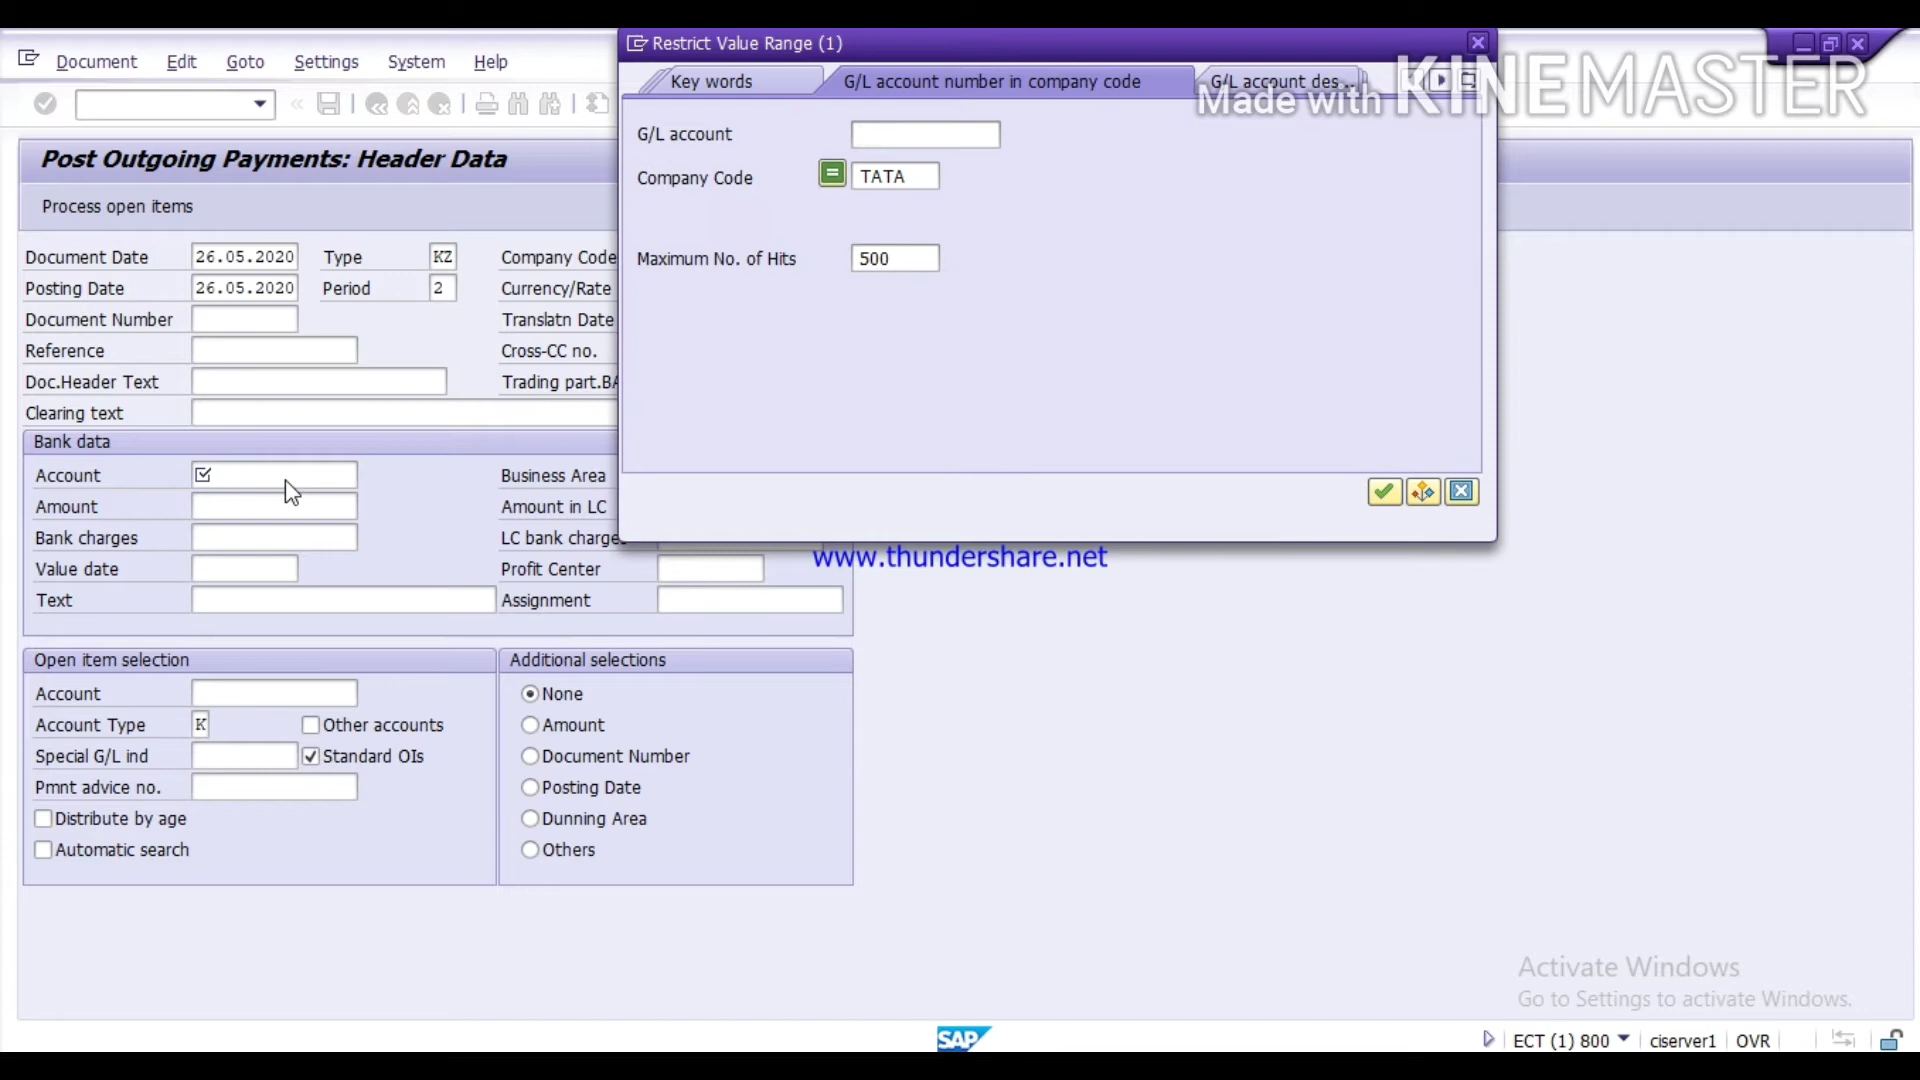 Document Edit Goto Settings System Help
Post Outgoing Payments: Header Data
Process open items
Document Date 26.05.2020 Type KZ Company Code
Posting Date 26.05.2020 Period 2 Currency/Rate
Document Number Translatn Date
Reference Cross-CC no.
Doc.Header Text Trading part.BA
Clearing text
Bank data
Account Business Area
Amount Amount in LC
Bank charges LC bank charges
Value date Profit Center
Text Assignment
Open item selection
Account
Account Type K Other accounts
Special G/L ind Standard OIs
Pmnt advice no.
Distribute by age
Automatic search
Additional selections
None
Amount
Document Number
Posting Date
Dunning Area
Others
Restrict Value Range (1)
Key words G/L account number in company code G/L account des...
Made with KINEMASTER
G/L account
Company Code TATA
Maximum No. of Hits 500
www.thundershare.net
Activate Windows
Go to Settings to activate Windows.
SAP
ECT (1) 800 ciserver1 OVR